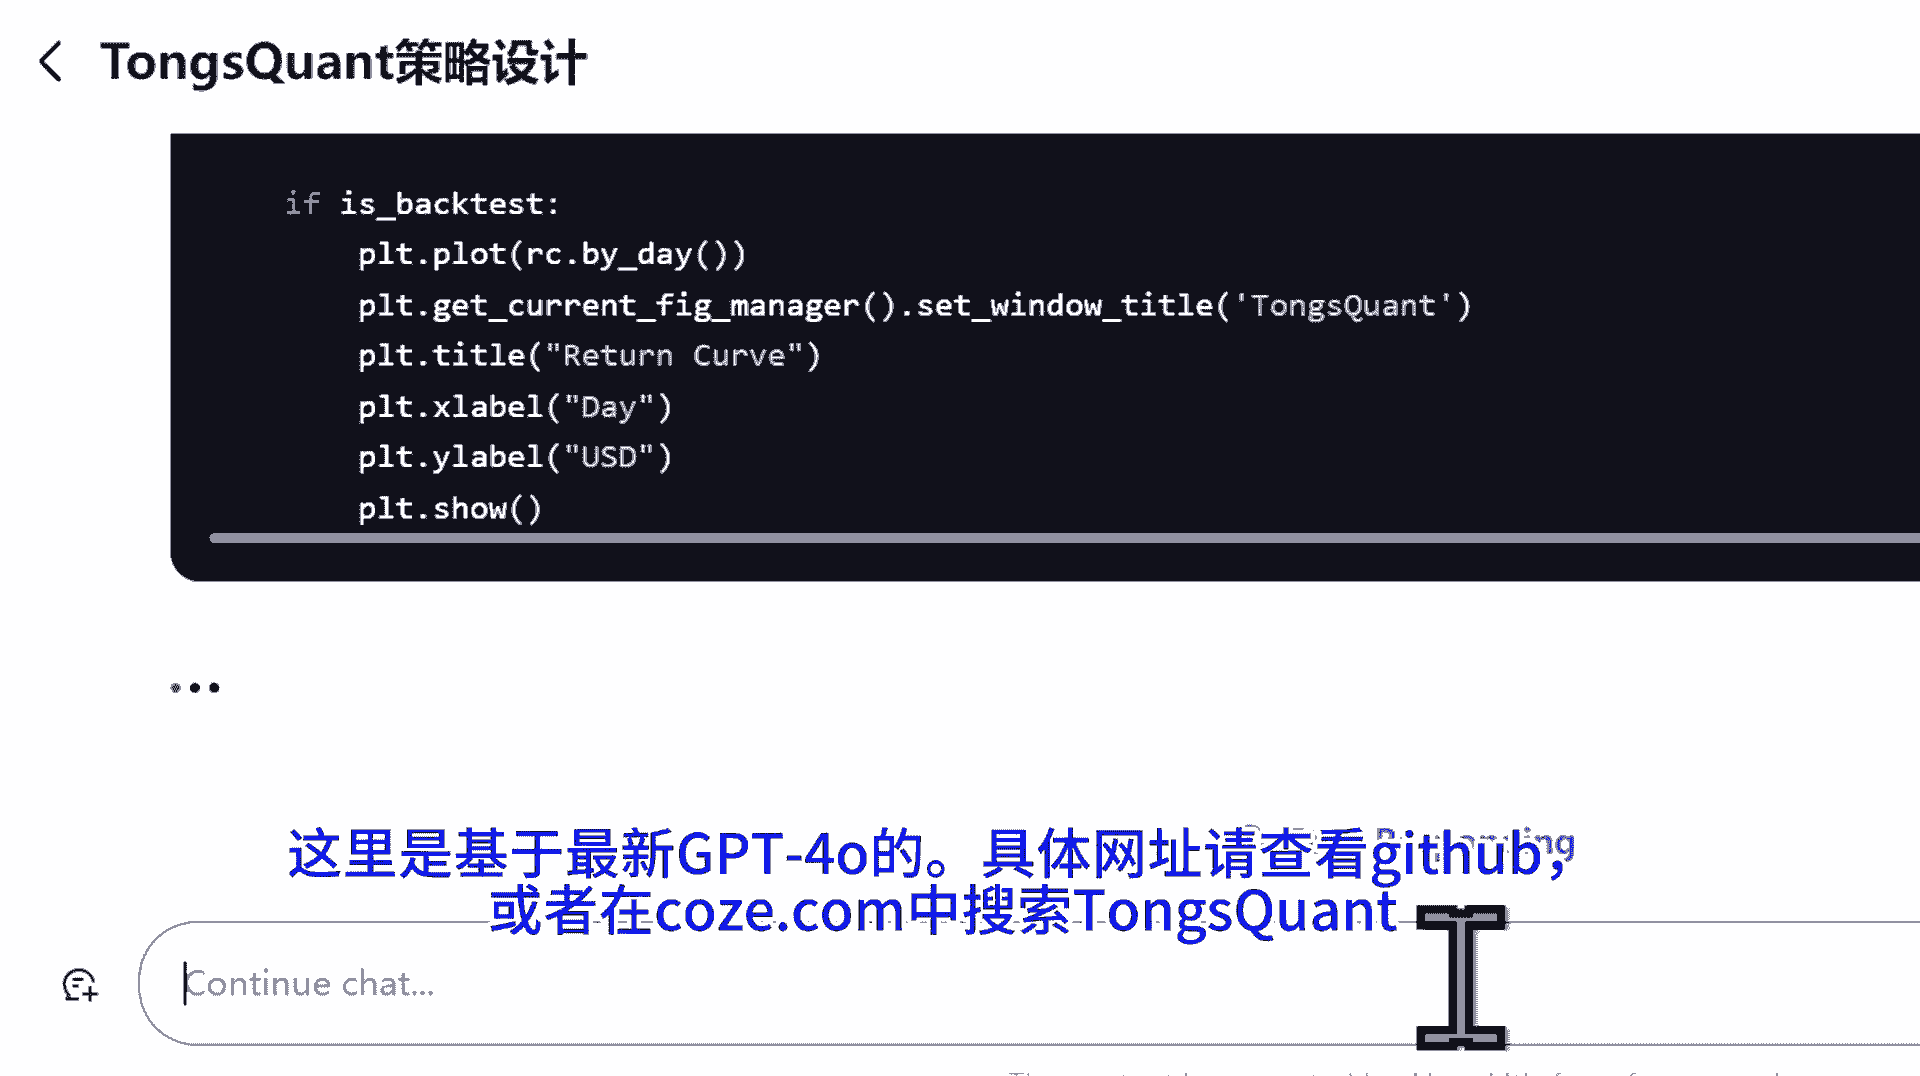 TongsQuant策略设计
if is_backtest:
plt.plot(rc.by_day())
plt.get_current_fig_manager().set_window_title('TongsQuant')
plt.title("Return Curve")
plt.xlabel("Day")
plt.ylabel("USD")
plt.show()
这里是基于最新GPT-4o的。具体网址请查看github，
或者在coze.com中搜索TongsQuant
Continue chat...